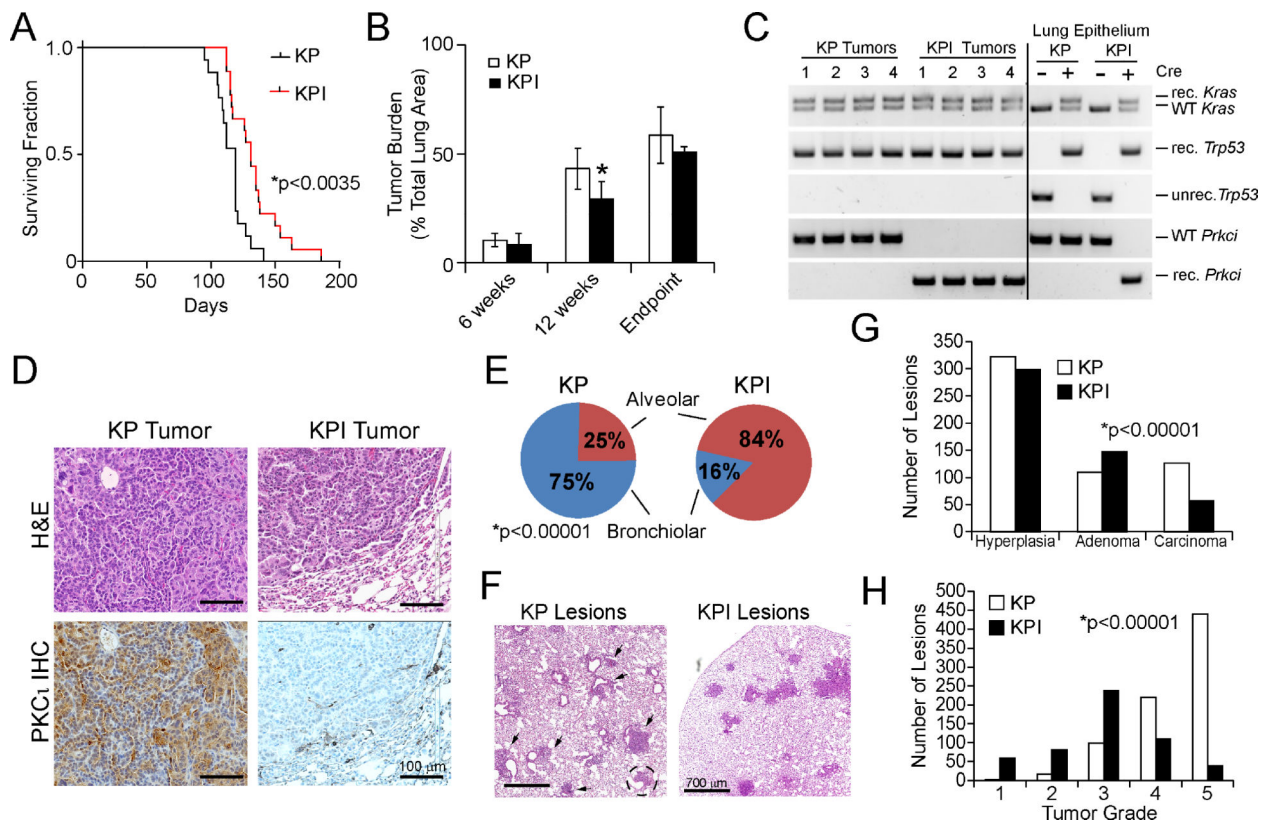 A
1.0
0.5
0
0
50
100
150
200
Surviving Fraction
Days
KP
KPI
*p<0.0035
B
100
50
0
Tumor Burden
(% Total Lung Area)
KP
KPI
*
6 weeks
12 weeks
Endpoint
C
Lung Epithelium
KP Tumors
KPI Tumors
KP
KPI
1 2 3 4 1 2 3 4 - + - + Cre
rec. Kras
WT Kras
rec. Trp53
unrec.Trp53
WT Prkci
rec. Prkci
D
KP Tumor
KPI Tumor
H&E
PKCι IHC
100 µm
E
KP
KPI
Alveolar
25%
75%
84%
16%
*p<0.00001
Bronchiolar
F
KP Lesions
KPI Lesions
700 µm
G
350
300
250
200
150
100
50
0
Number of Lesions
KP
KPI
*p<0.00001
Hyperplasia
Adenoma
Carcinoma
H
500
450
400
350
300
250
200
150
100
50
0
Number of Lesions
KP
KPI
*p<0.00001
1 2 3 4 5
Tumor Grade